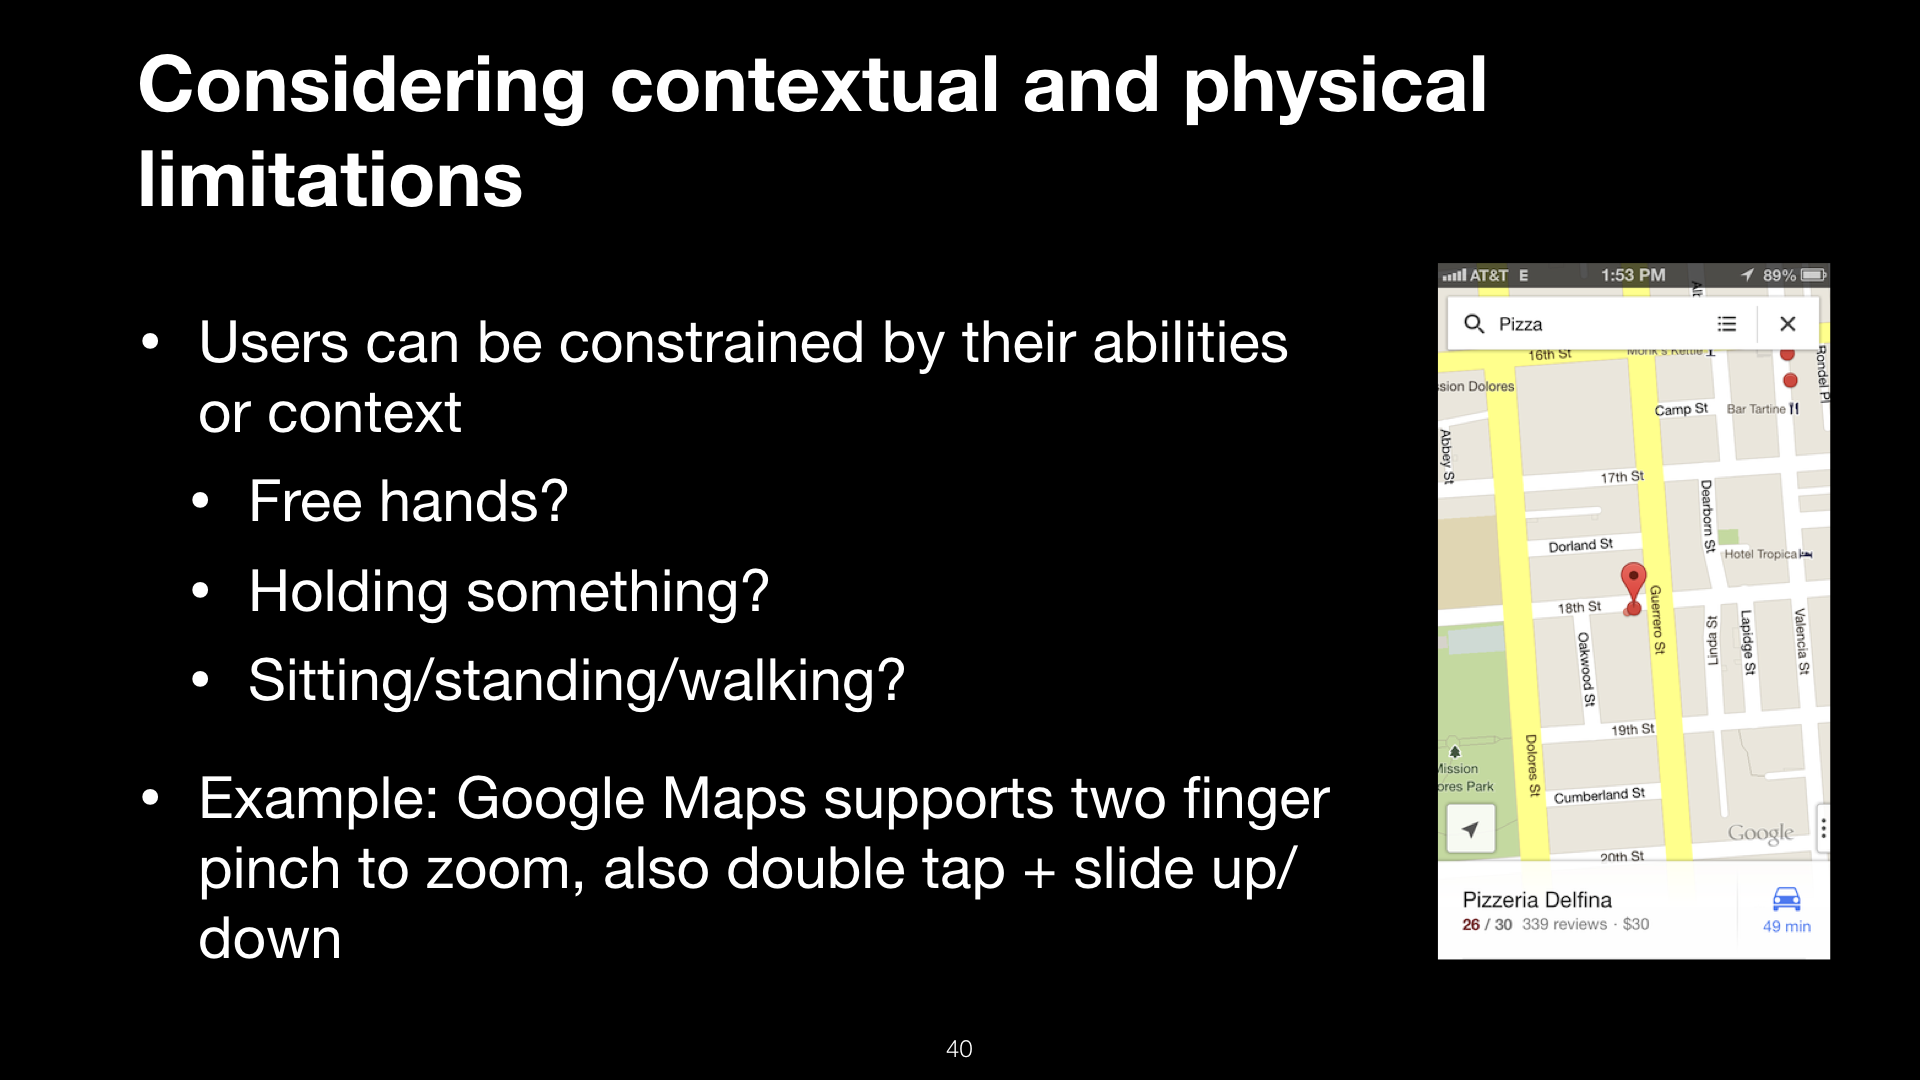 Considering contextual and physical
limitations
• Users can be constrained by their abilities
or context
• Free hands?
• Holding something?
• Sitting/standing/walking?
• Example: Google Maps supports two finger
pinch to zoom, also double tap + slide up/
down
AT&T E 1:53 PM 89%
Pizza
16th St
Monk's Kettle
Rondel Pl
Camp St
Bar Tartine
Abbey St
17th St
Dearborn St
Dorland St
Hotel Tropica
18th St
Guerrero St
Oakwood St
Linda St
Lapidge St
Valencia St
19th St
Dolores St
Mission
ores Park
Cumberland St
Google
20th St
Pizzeria Delfina
26 / 30 339 reviews · $30
49 min
40